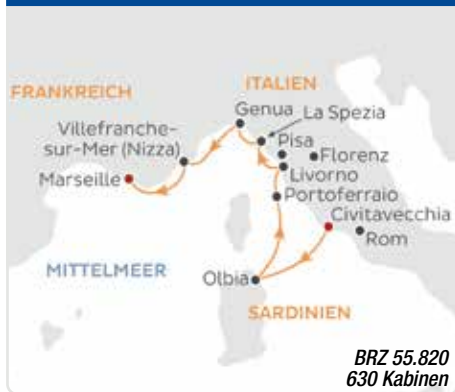 FRANKREICH
ITALIEN
Genua
La Spezia
Villefranche-
sur-Mer (Nizza)
Pisa
Florenz
Marseille
Livorno
Portoferraio
Civitavecchia
Rom
MITTELMEER
Olbia
SARDINIEN
BRZ 55.820
630 Kabinen